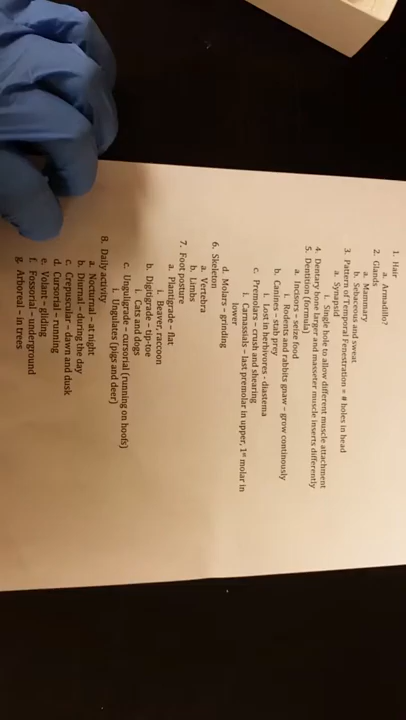 1. Hair
a. Armadillo?
2. Glands
a. Mammary
b. Sebaceous and sweat
3. Pattern of Temporal Fenestration = # holes in head
a. Synapsid
i. Single hole to allow different muscle attachment
4. Dentary bone larger and masseter muscle inserts differently
5. Dentition (formula)
a. Incisors – seize food
i. Rodents and rabbits gnaw – grow continously
b. Canines – stab prey
i. Lost in herbivores - diastema
c. Premolars – crush and shearing
i. Carnassials – last premolar in upper, 1st molar in
lower
d. Molars – grinding
6. Skeleton
a. Vertebra
b. Limbs
7. Foot posture
a. Plantigrade – flat
i. Beaver, raccoon
b. Digitigrade – tip-toe
i. Cats and dogs
c. Unguligrade – cursorial (running on hoofs)
i. Ungulates (pigs and deer)
8. Daily activity
a. Nocturnal – at night
b. Diurnal – during the day
c. Crepuscular – dawn and dusk
d. Cursorial – running
e. Volant – gliding
f. Fossorial – underground
g. Arboreal – in trees